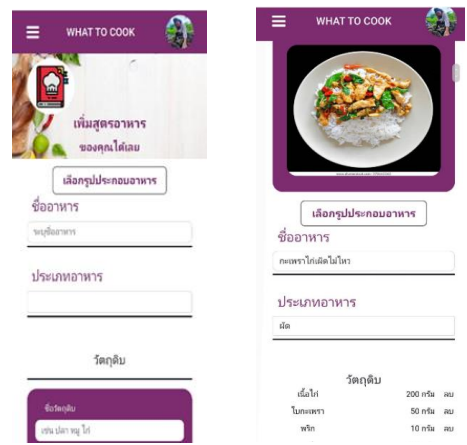 WHAT TO COOK
เพิ่มสูตรอาหาร
ของคุณได้เลย
เลือกรูปประกอบอาหาร
ชื่ออาหาร
ระบุชื่ออาหาร
ประเภทอาหาร
วัตถุดิบ
ชื่อวัตถุดิบ
เช่น ปลา หมู ไก่
WHAT TO COOK
เลือกรูปประกอบอาหาร
ชื่ออาหาร
กะเพราไก่เผ็ดไม่ไหว
ประเภทอาหาร
ผัด
วัตถุดิบ
เนื้อไก่ 200 กรัม ลบ
ใบกะเพรา 50 กรัม ลบ
พริก 10 กรัม ลบ